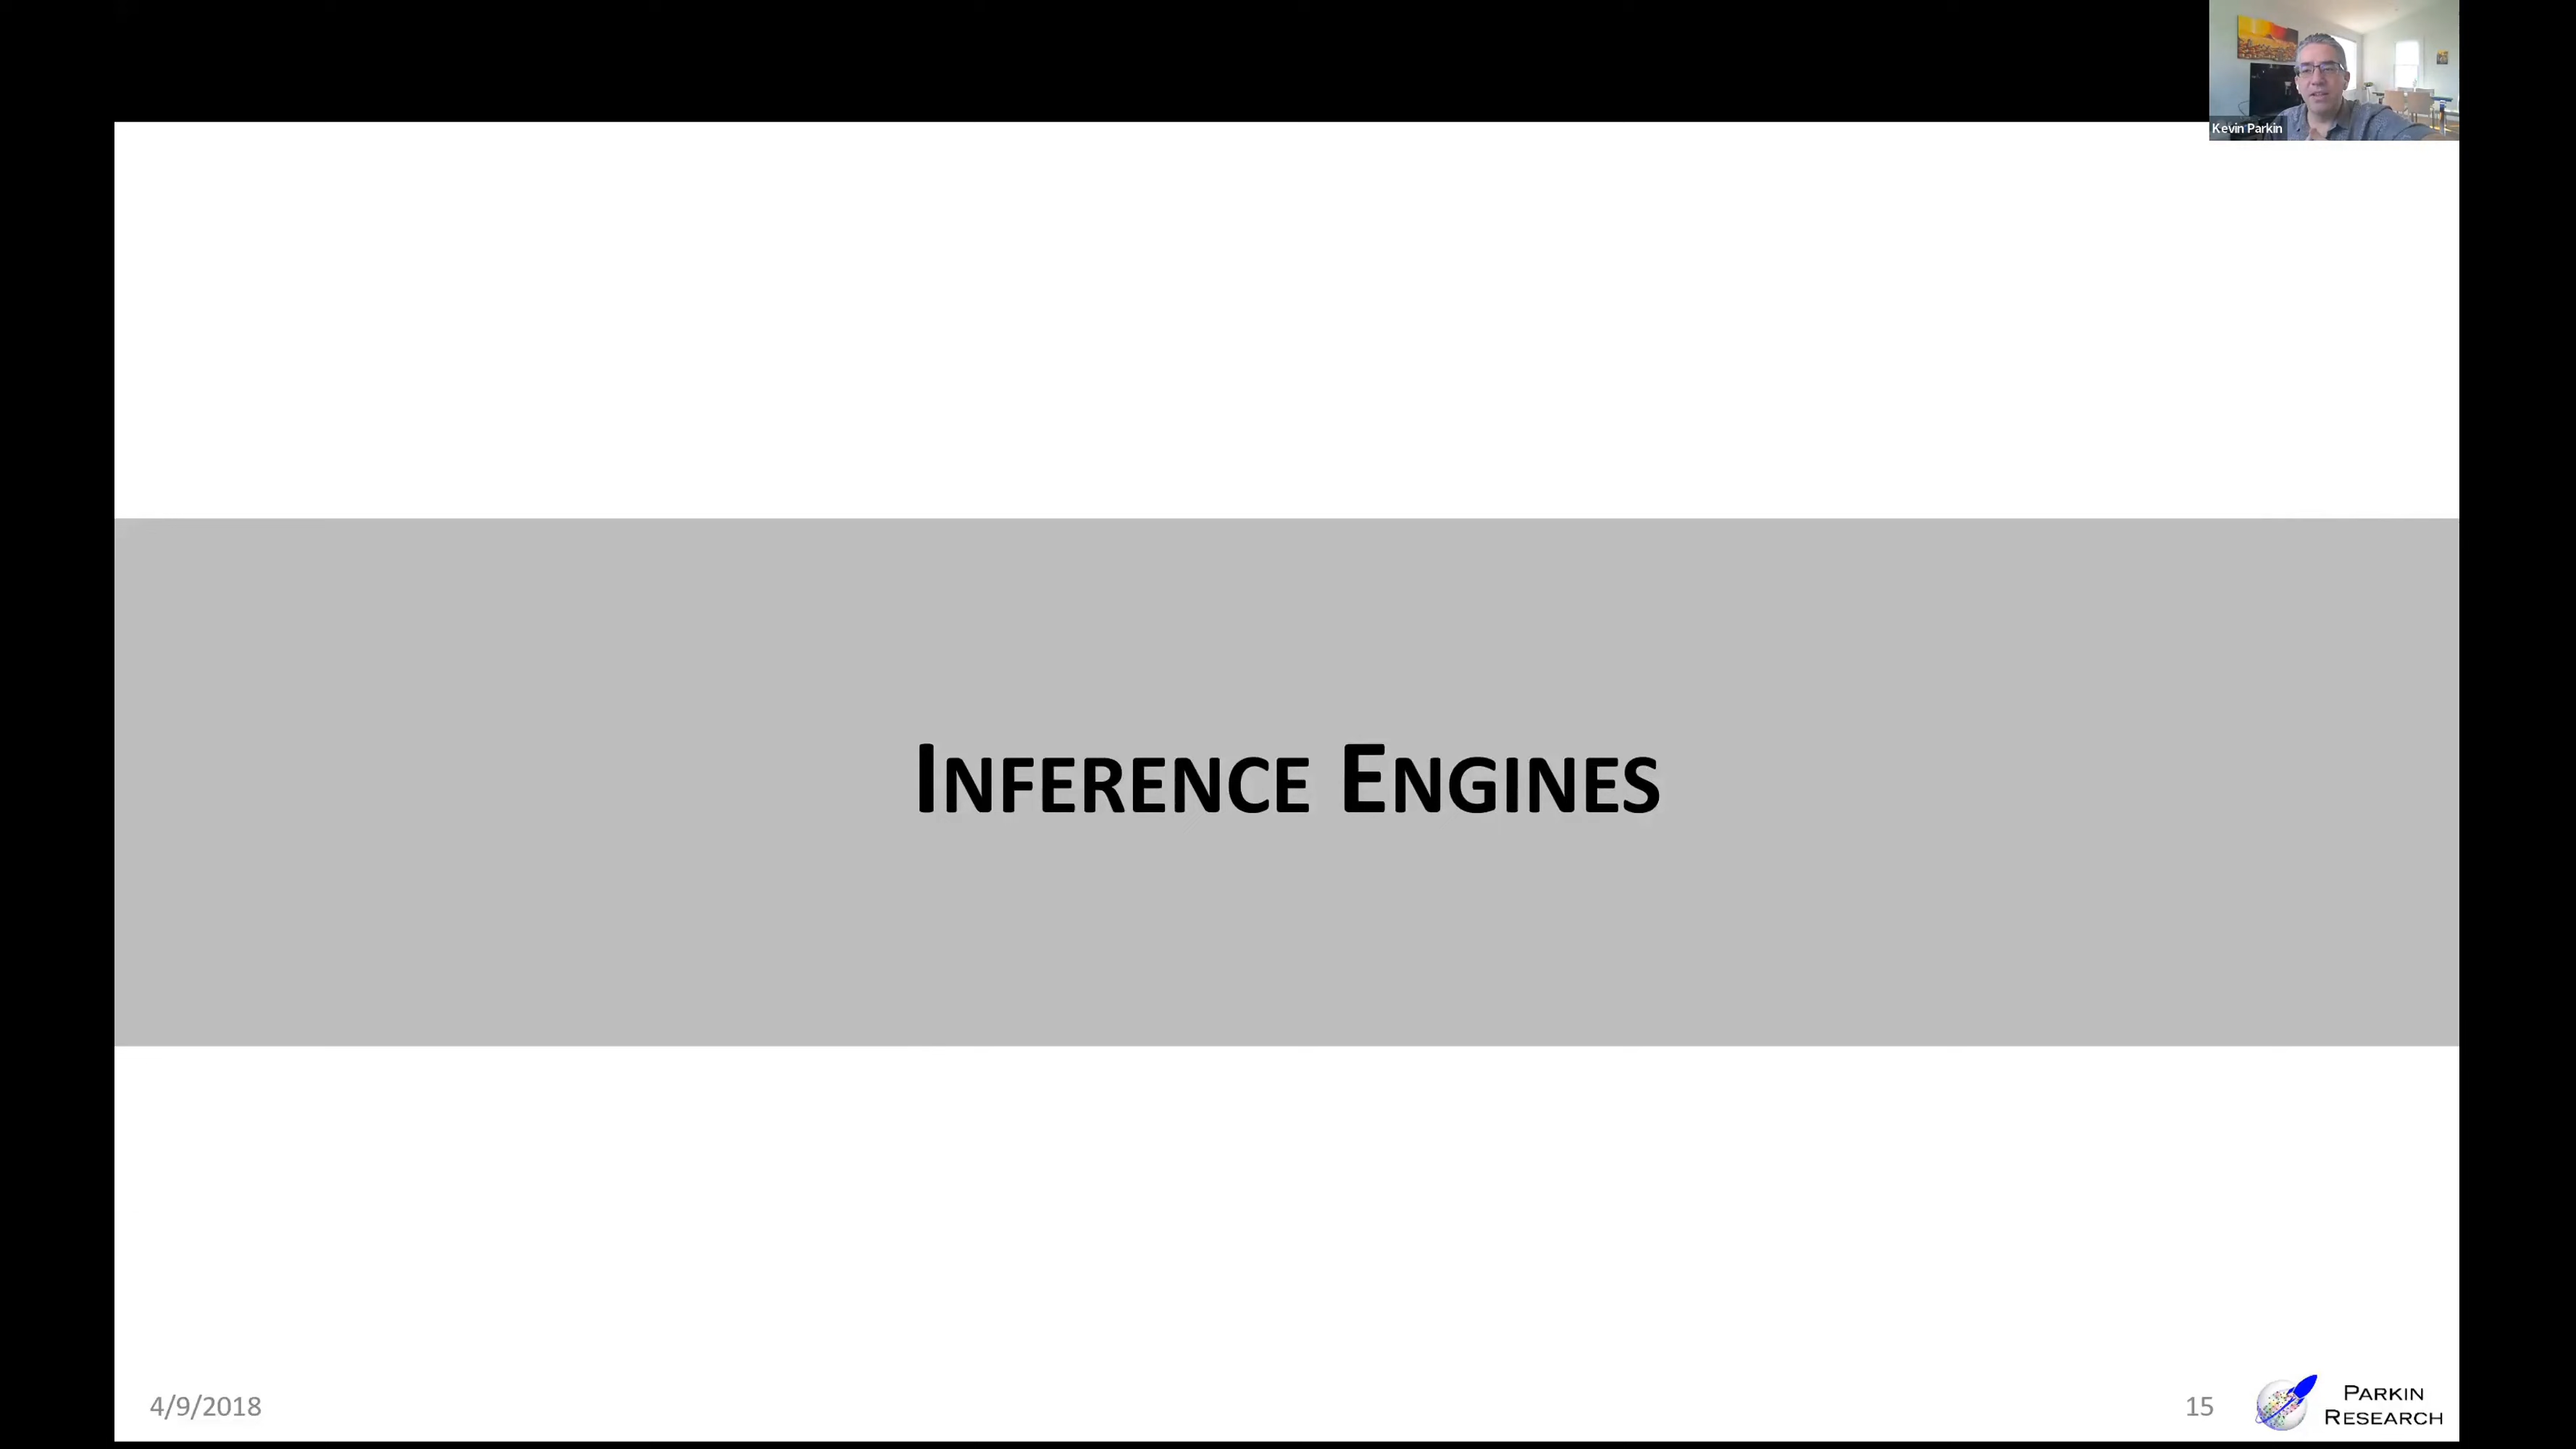 Kevin Parkin
INFERENCE ENGINES
4/9/2018
15
PARKIN
RESEARCH